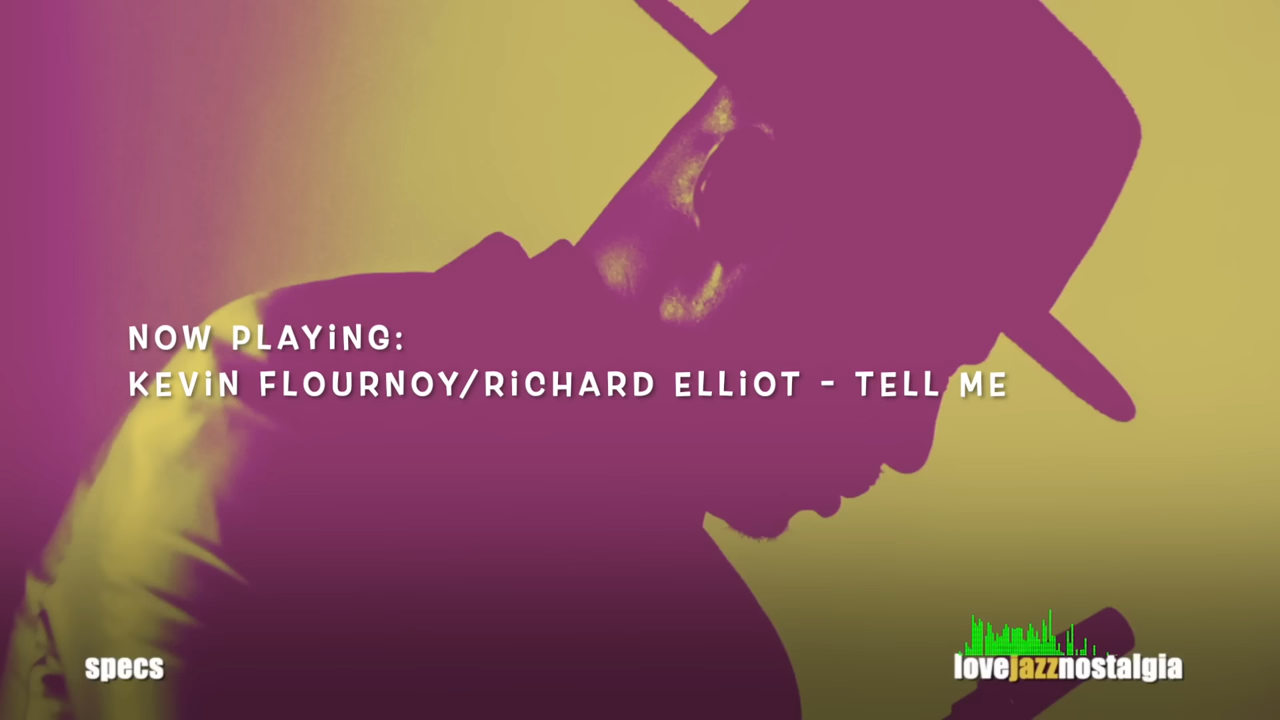 NOW PLAYiNG:
KEViN FLOURNOY/RiCHARD ELLiOT - TELL ME
specs
lovejazznostalgia